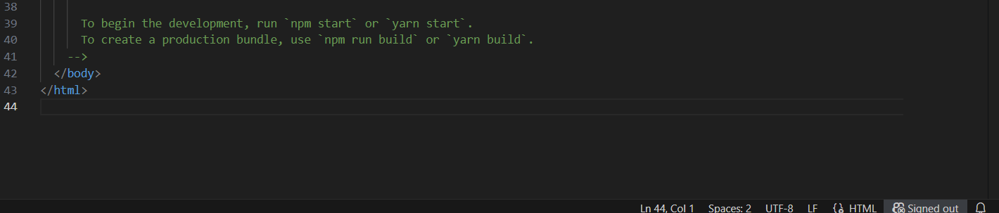 38
39 To begin the development, run `npm start` or `yarn start`.
40 To create a production bundle, use `npm run build` or `yarn build`.
41 -->
42 </body>
43 </html>
44
Ln 44, Col 1 Spaces: 2 UTF-8 LF {} HTML Signed out